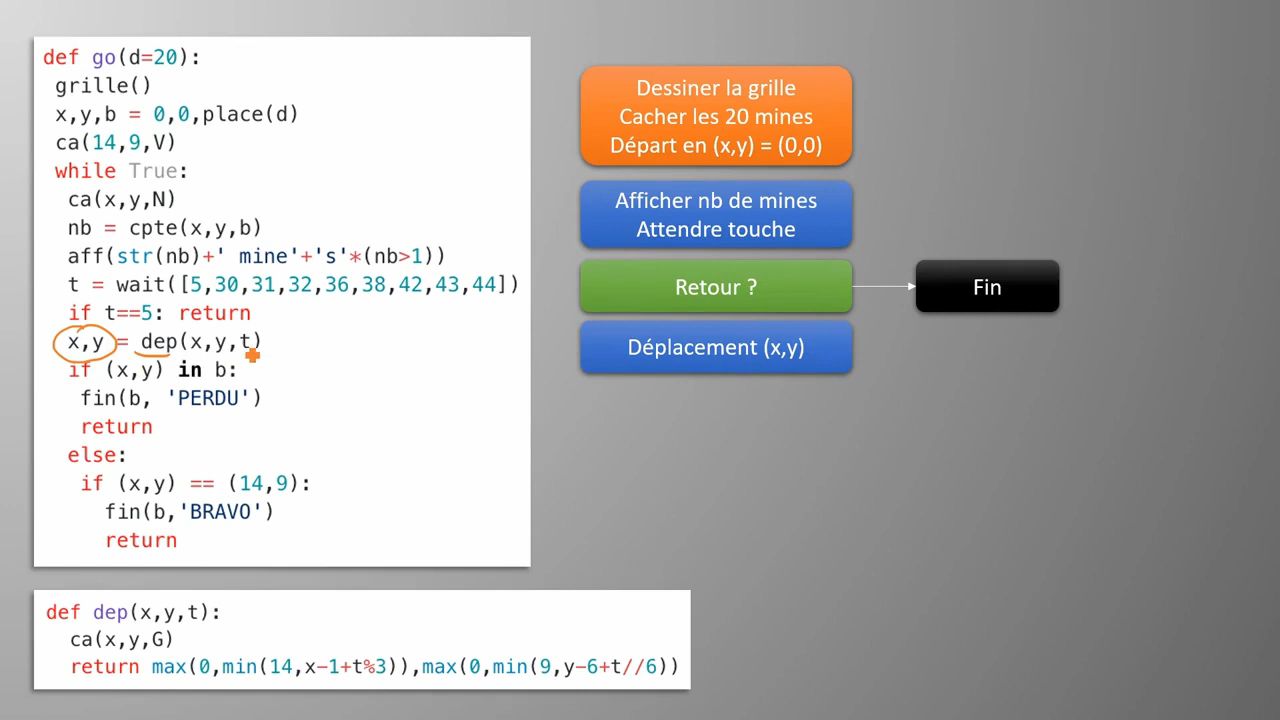 def go(d=20):
grille()
x,y,b = 0,0,place(d)
ca(14,9,V)
while True:
ca(x,y,N)
nb = cpte(x,y,b)
aff(str(nb)+' mine'+'s'*(nb>1))
t = wait([5,30,31,32,36,38,42,43,44])
if t==5: return
x,y = dep(x,y,t)
if (x,y) in b:
fin(b, 'PERDU')
return
else:
if (x,y) == (14,9):
fin(b,'BRAVO')
return
def dep(x,y,t):
ca(x,y,G)
return max(0,min(14,x-1+t%3)),max(0,min(9,y-6+t//6))
Dessiner la grille
Cacher les 20 mines
Départ en (x,y) = (0,0)
Afficher nb de mines
Attendre touche
Retour ?
Fin
Déplacement (x,y)